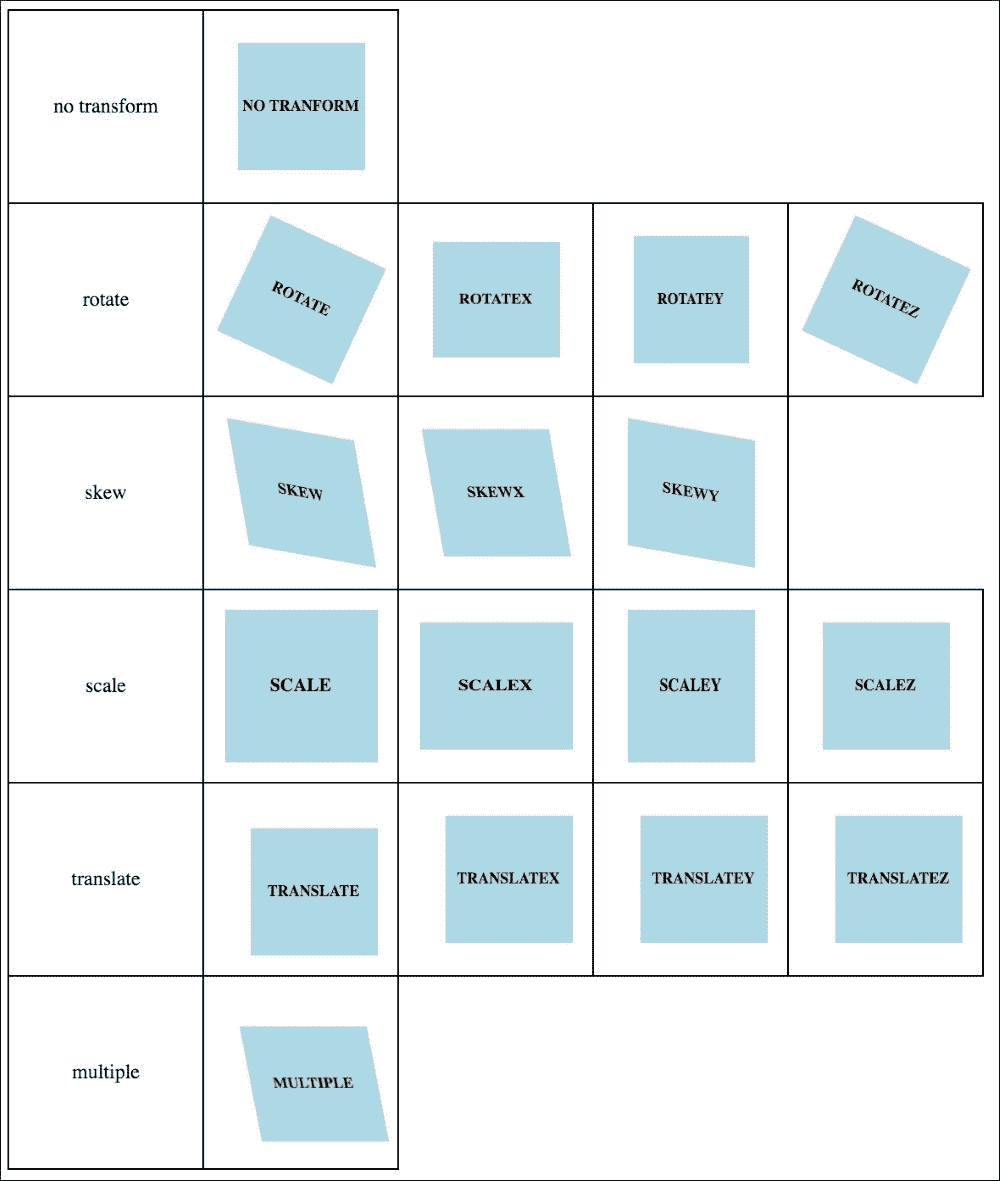 no transform
NO TRANFORM
rotate
ROTATE
ROTATEX
ROTATEY
ROTATEZ
skew
SKEW
SKEWX
SKEWY
scale
SCALE
SCALEX
SCALEY
SCALEZ
translate
TRANSLATE
TRANSLATEX
TRANSLATEY
TRANSLATEZ
multiple
MULTIPLE